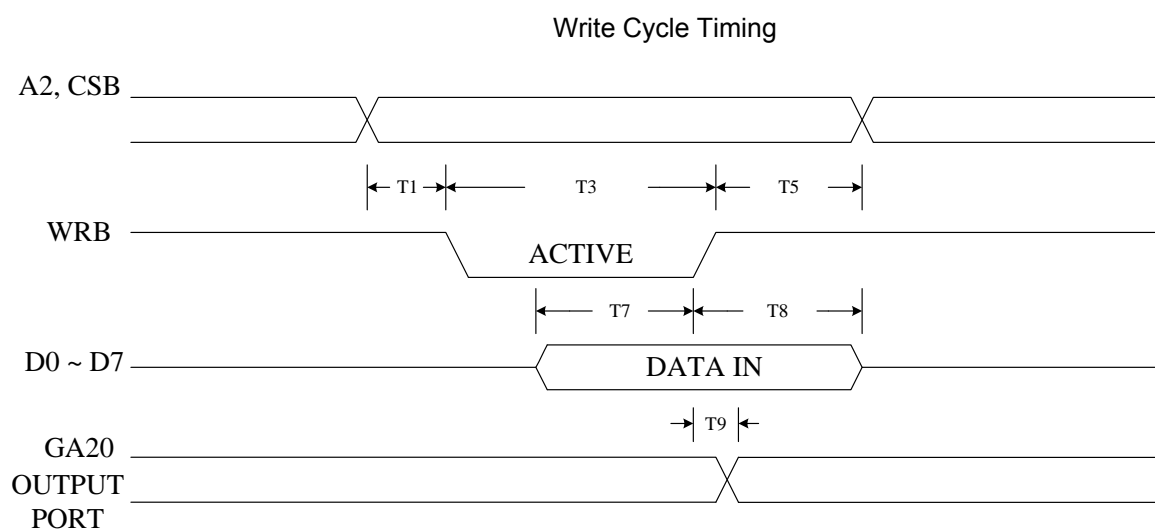 Write Cycle Timing
A2, CSB
T1
T3
T5
WRB
ACTIVE
T7
T8
D0 ~ D7
DATA IN
T9
GA20
OUTPUT
PORT